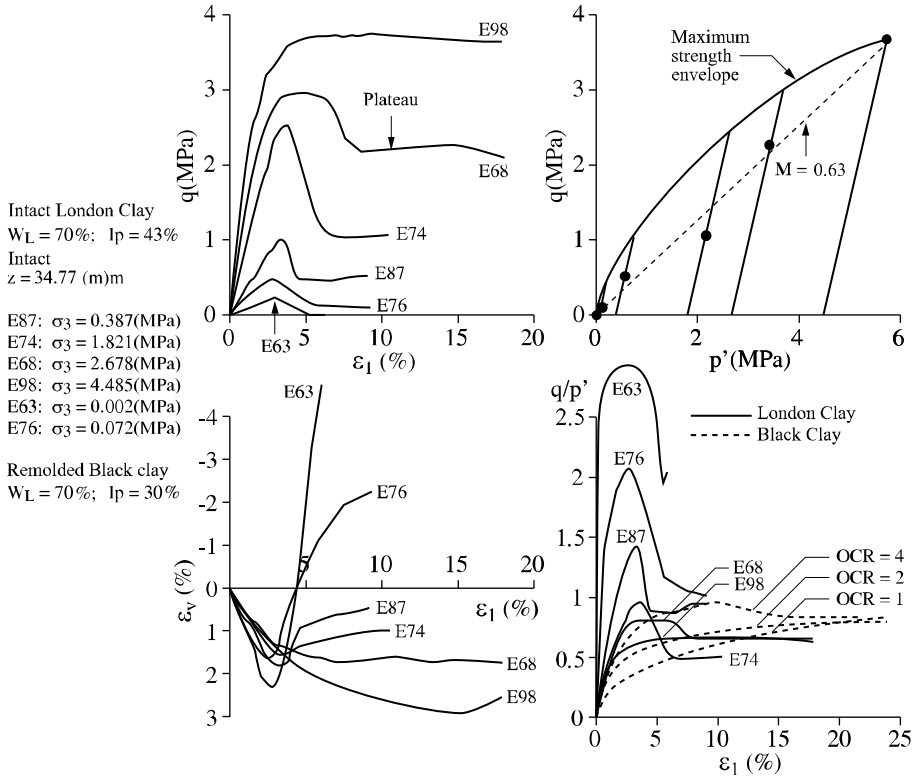 Intact London Clay
WL = 70%; Ip = 43%
Intact
z = 34.77 (m)m
E87: σ3 = 0.387(MPa)
E74: σ3 = 1.821(MPa)
E68: σ3 = 2.678(MPa)
E98: σ3 = 4.485(MPa)
E63: σ3 = 0.002(MPa)
E76: σ3 = 0.072(MPa)
Remolded Black clay
WL = 70%; Ip = 30%
4
3
2
1
0
q(MPa)
E98
Plateau
E68
E74
E87
E76
E63
0
5
10
15
20
ε1 (%)
4
3
2
1
0
q(MPa)
Maximum
strength
envelope
M = 0.63
0
2
4
6
p'(MPa)
-4
-3
-2
-1
0
1
2
3
εv (%)
E63
E76
5
10
15
20
ε1 (%)
E87
E74
E68
E98
q/p'
2.5
2
1.5
1
0.5
0
E63
London Clay
Black Clay
E76
E87
E68
E98
OCR = 4
OCR = 2
OCR = 1
E74
0
5
10
15
20
25
ε1 (%)